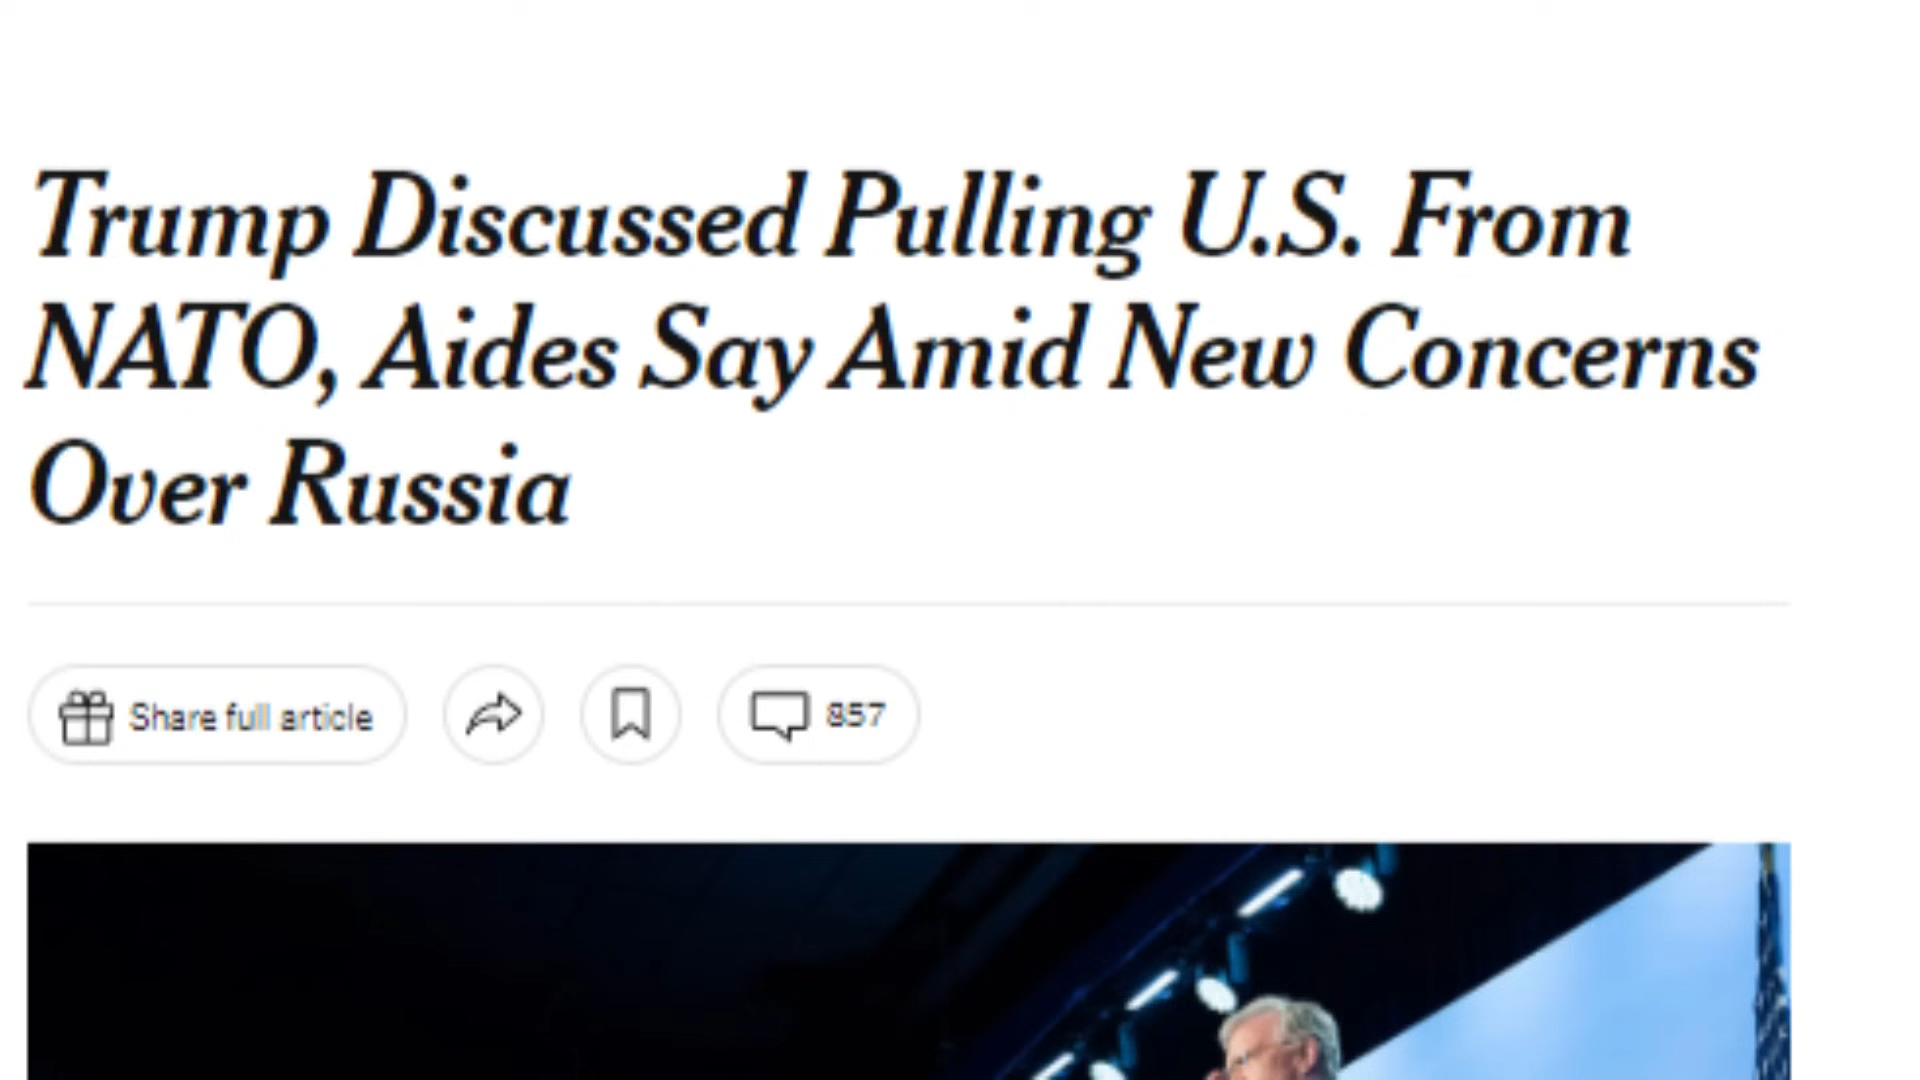 Trump Discussed Pulling U.S. From
NATO, Aides Say Amid New Concerns
Over Russia
Share full article
857